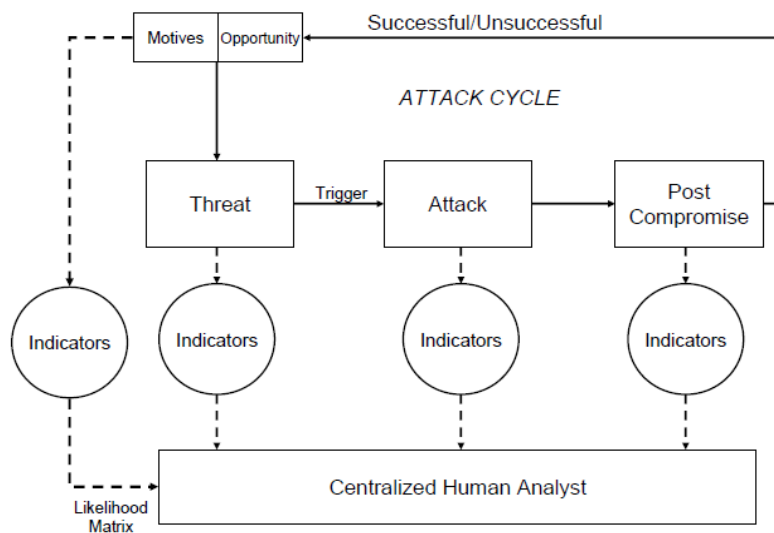 Successful/Unsuccessful
Motives
Opportunity
ATTACK CYCLE
Threat
Trigger
Attack
Post
Compromise
Indicators
Indicators
Indicators
Indicators
Centralized Human Analyst
Likelihood
Matrix